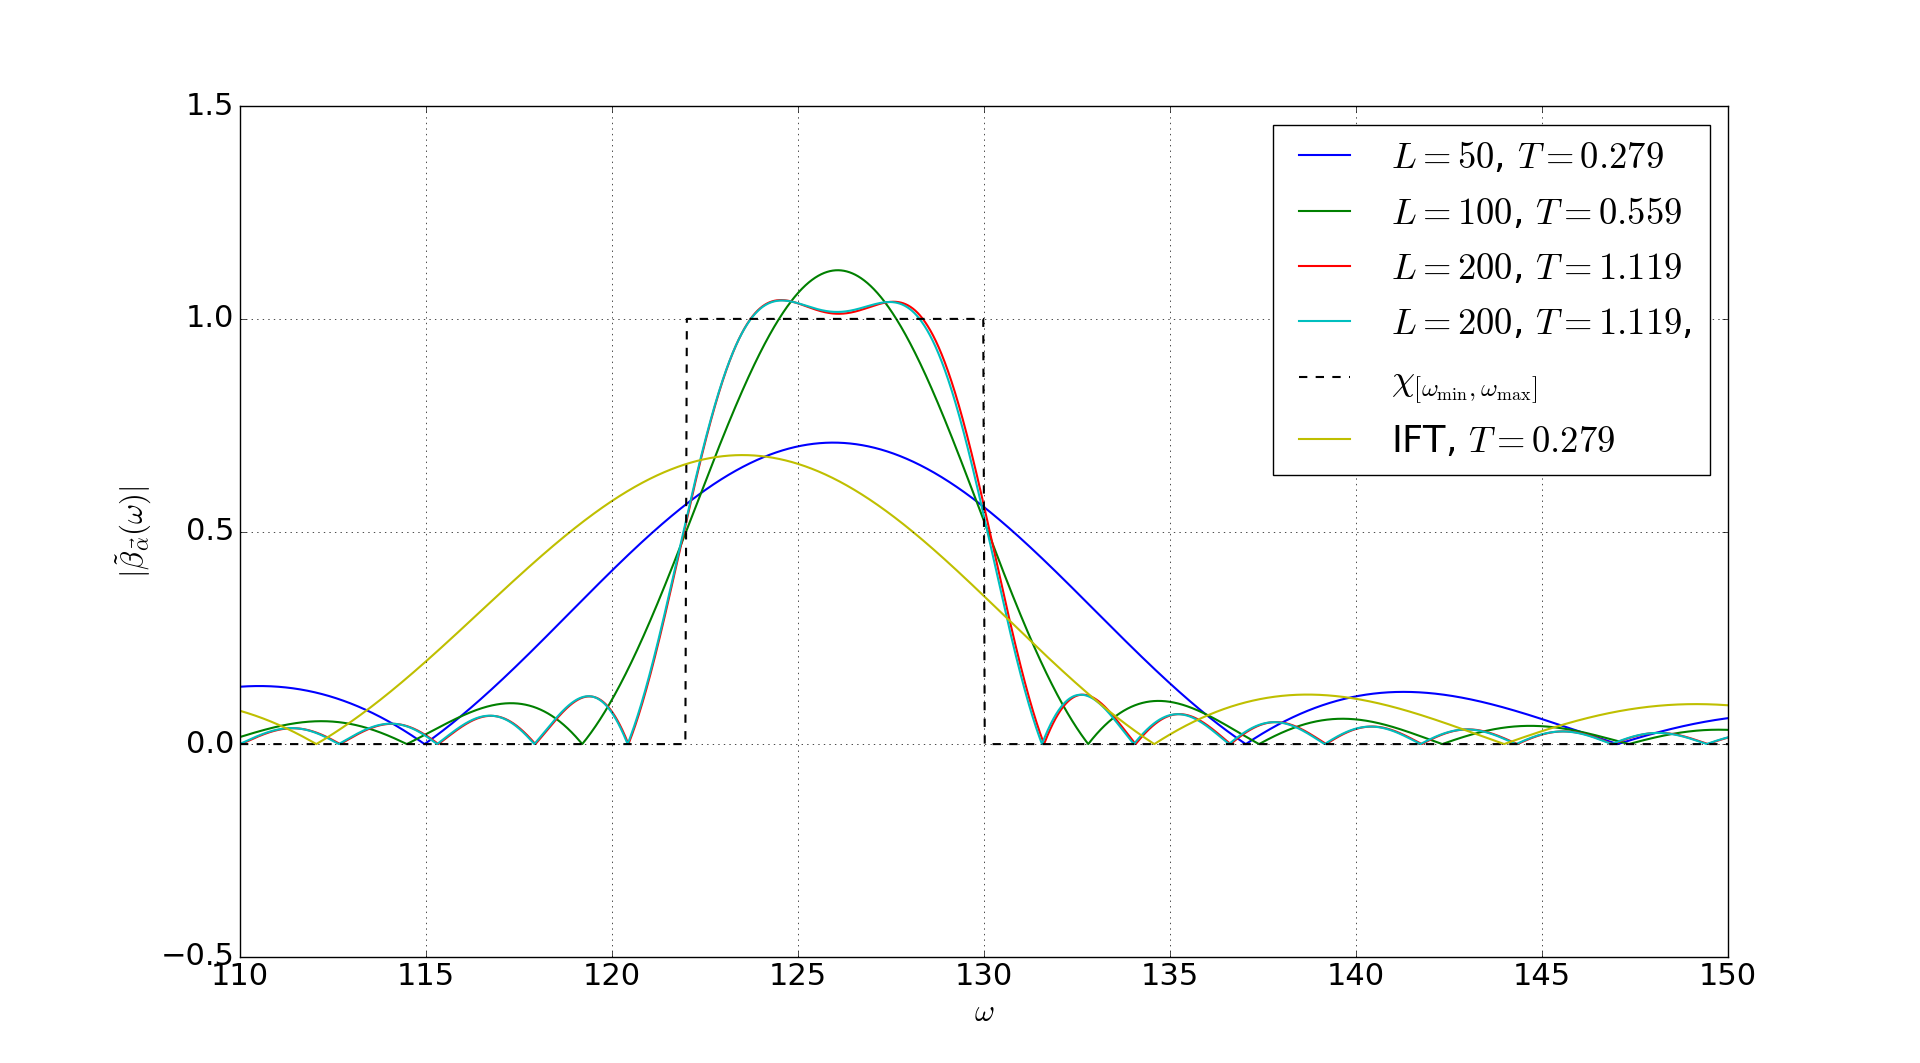 1.5
1.0
0.5
0.0
−0.5
|β̃_α⃗(ω)|
L = 50, T = 0.279
L = 100, T = 0.559
L = 200, T = 1.119
L = 200, T = 1.119,
χ_[ω_min, ω_max]
IFT, T = 0.279
110 115 120 125 130 135 140 145 150
ω